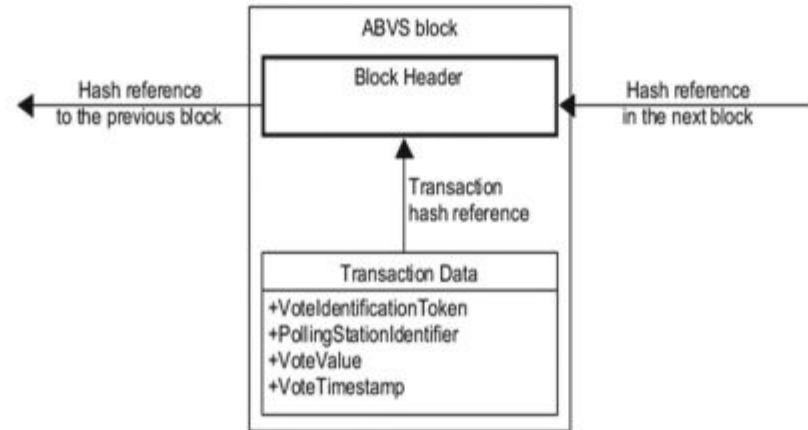 ABVS block
Block Header
Hash reference
to the previous block
Hash reference
in the next block
Transaction
hash reference
Transaction Data
+VoteIdentificationToken
+PollingStationIdentifier
+VoteValue
+VoteTimestamp